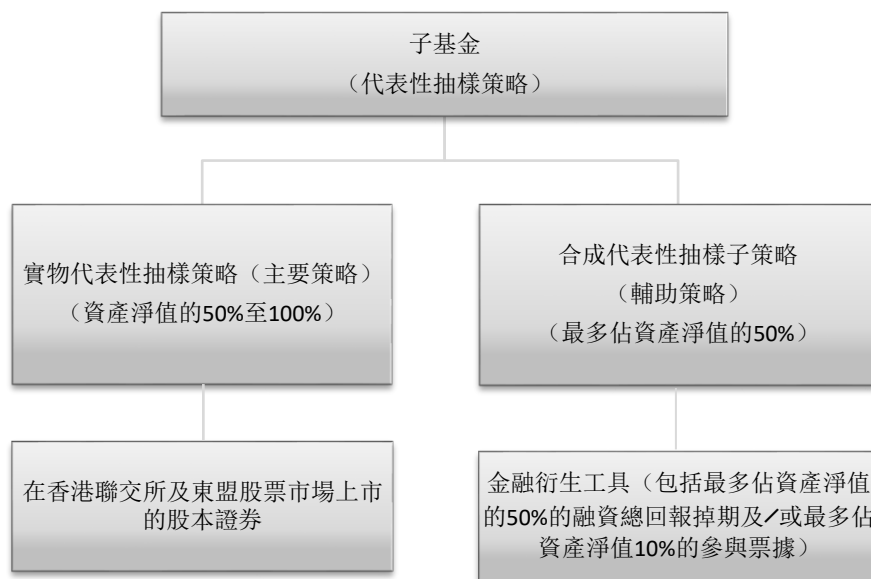 子基金
（代表性抽樣策略）
實物代表性抽樣策略（主要策略）
（資產淨值的50%至100%）
合成代表性抽樣子策略
（輔助策略）
（最多佔資產淨值的50%）
在香港聯交所及東盟股票市場上市
的股本證券
金融衍生工具（包括最多佔資產淨值
的50%的融資總回報掉期及／或最多佔
資產淨值10%的參與票據）